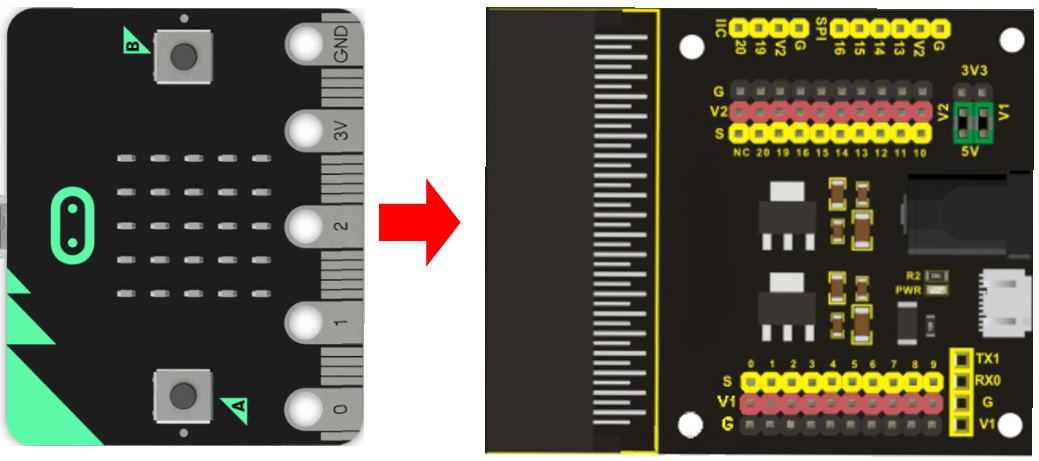 B
GND
3V
2
1
0
A
IIC
20 19 V2 G
SPI
16 15 14 13 V2 G
3V3
G
V2
S
NC 20 19 16 15 14 13 12 11 10
V2
V1
5V
R2
PWR
0 1 2 3 4 5 6 7 8 9
S
V1
G
TX1
RX0
G
V1